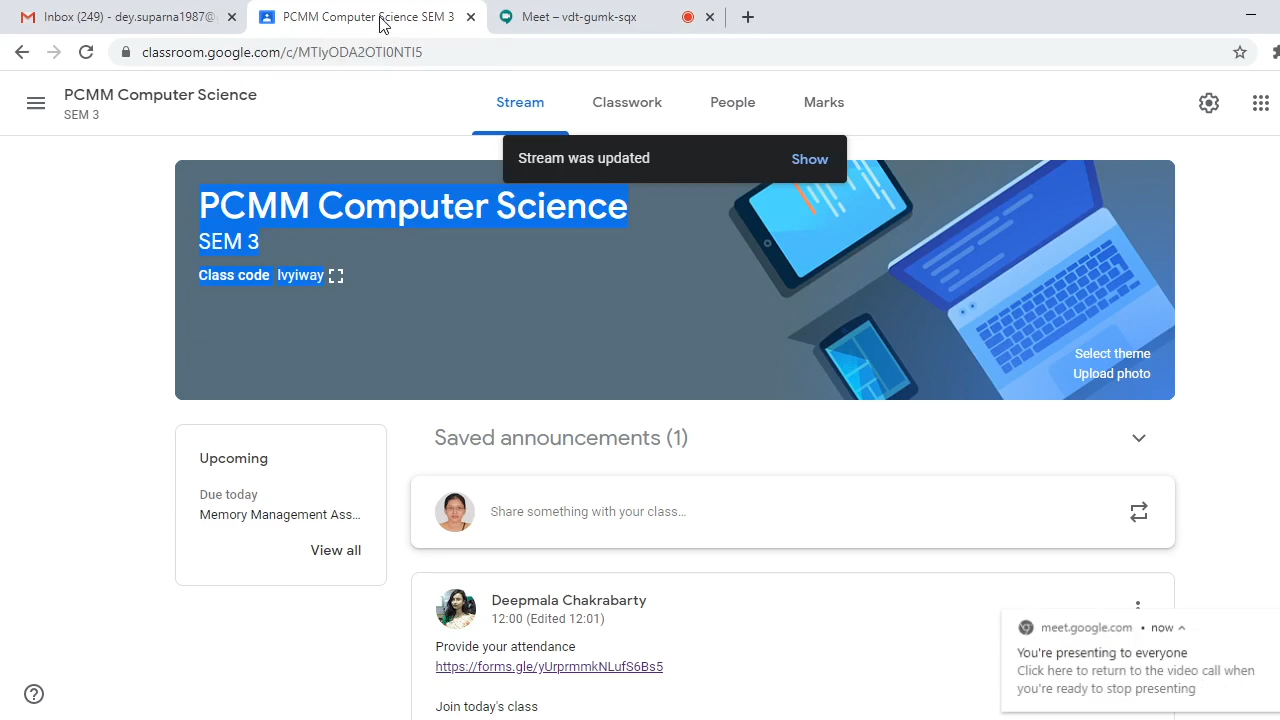 Inbox (249) - dey.suparna1987@
PCMM Computer Science SEM 3
Meet – vdt-gumk-sqx
classroom.google.com/c/MTIyODA2OTI0NTI5
PCMM Computer Science
SEM 3
Stream
Classwork
People
Marks
Stream was updated
Show
PCMM Computer Science
SEM 3
Class code lvyiway
Select theme
Upload photo
Upcoming
Due today
Memory Management Ass...
View all
Saved announcements (1)
Share something with your class...
Deepmala Chakrabarty
12:00 (Edited 12:01)
Provide your attendance
https://forms.gle/yUrprmmkNLufS6Bs5
Join today's class
meet.google.com • now
You're presenting to everyone
Click here to return to the video call when
you're ready to stop presenting